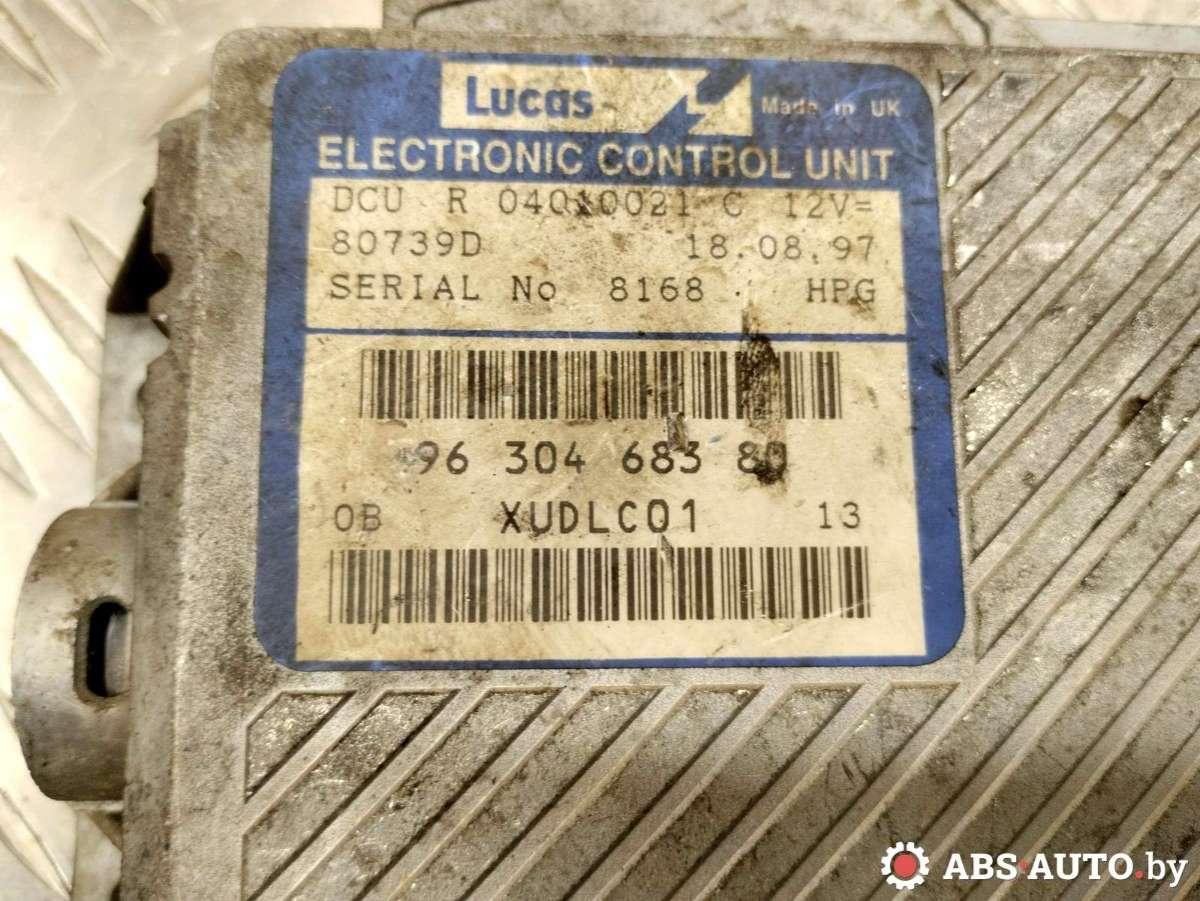 Lucas
Made in UK
ELECTRONIC CONTROL UNIT
DCU R 04010021 C 12V=
80739D 18.08.97
SERIAL No 8168 HPG
96 304 683 80
0B XUDLC01 13
ABS-AUTO.by